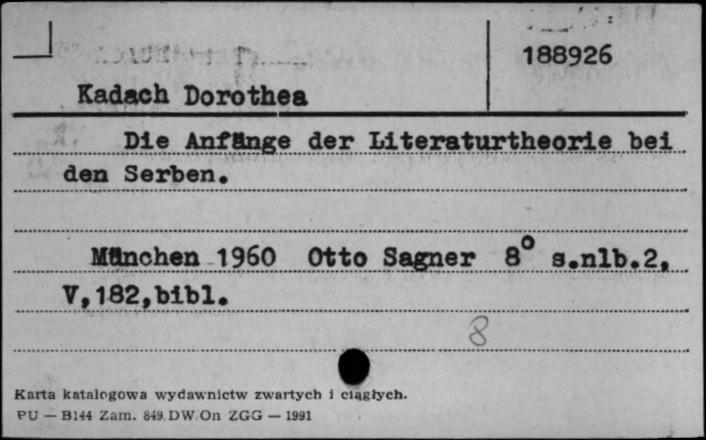 188926
Kadach Dorothea
Die Anfänge der Literaturtheorie bei
den Serben.
München 1960 Otto Sagner 8° s.nlb.2,
V,182,bibl.
8
Karta katalogowa wydawnictw zwartych i ciągłych.
PU — B144 Zam. 849. DW. On ZGG — 1991